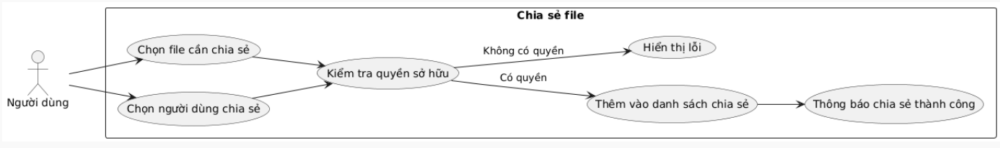 Chia sẻ file
Chọn file cần chia sẻ
Không có quyền
Hiển thị lỗi
Kiểm tra quyền sở hữu
Có quyền
Người dùng
Chọn người dùng chia sẻ
Thêm vào danh sách chia sẻ
Thông báo chia sẻ thành công